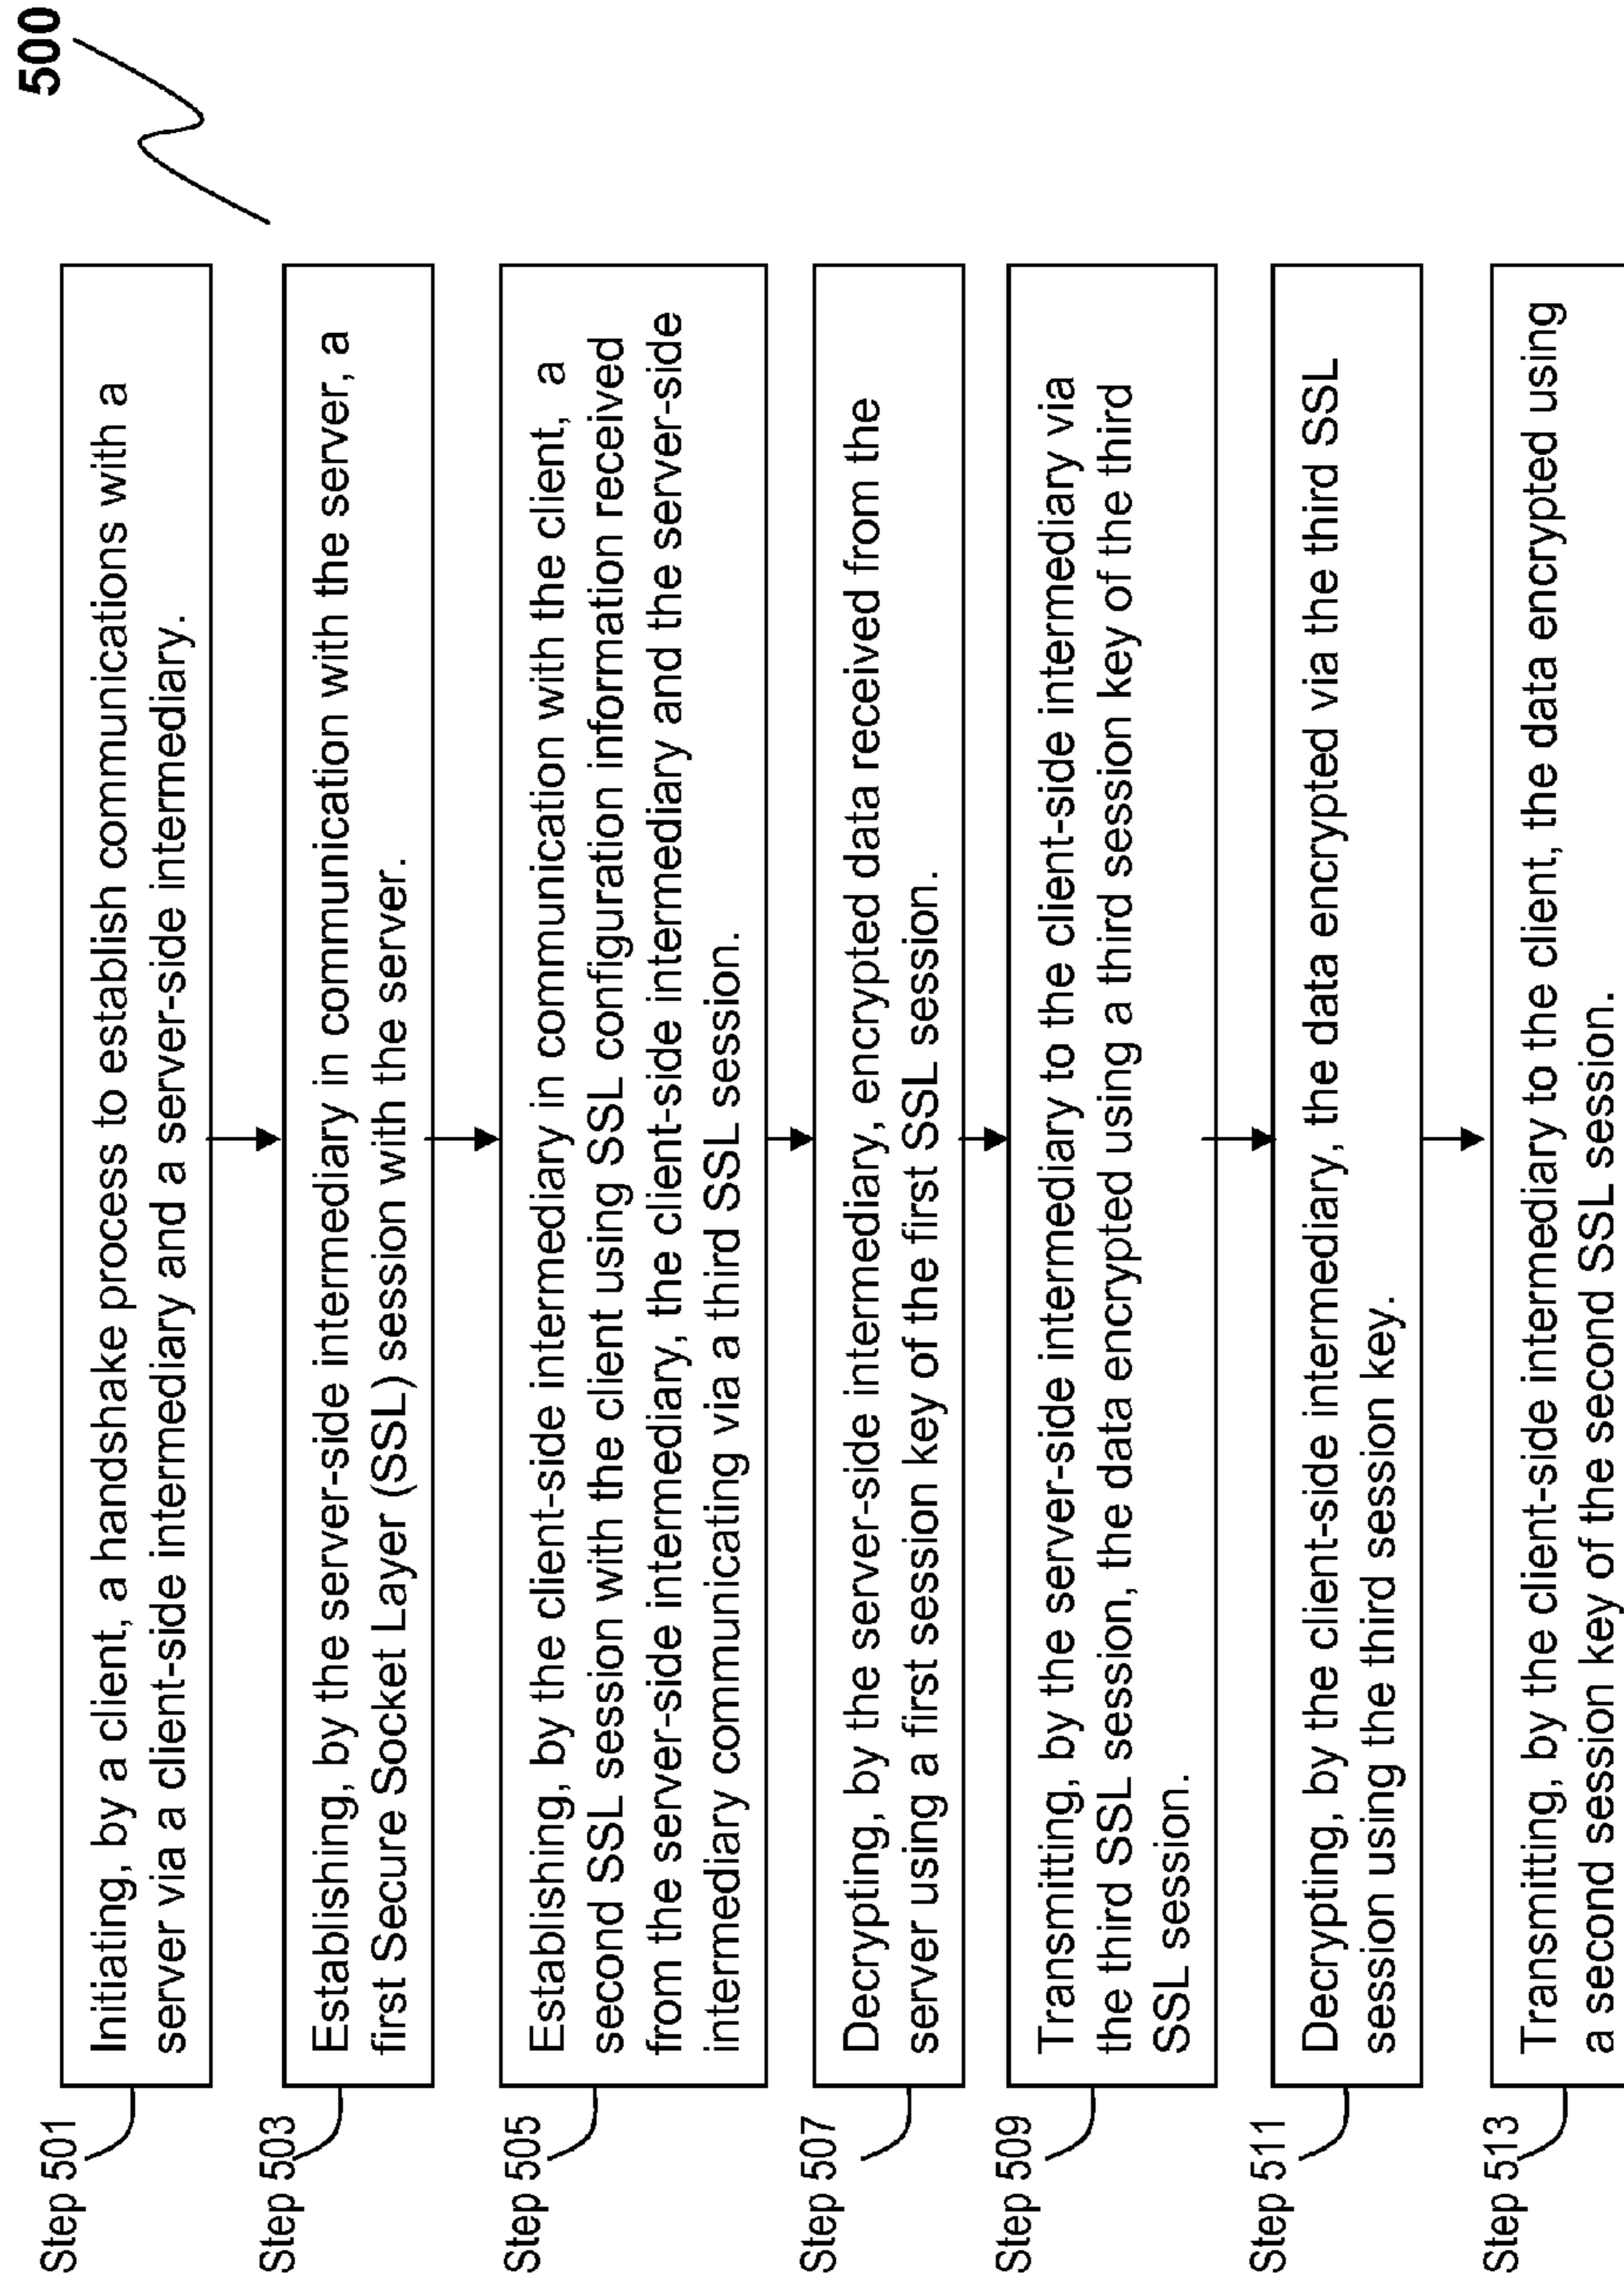 500
Step 501
Initiating, by a client, a handshake process to establish communications with a
server via a client-side intermediary and a server-side intermediary.
Step 503
Establishing, by the server-side intermediary in communication with the server, a
first Secure Socket Layer (SSL) session with the server.
Step 505
Establishing, by the client-side intermediary in communication with the client, a
second SSL session with the client using SSL configuration information received
from the server-side intermediary, the client-side intermediary and the server-side
intermediary communicating via a third SSL session.
Step 507
Decrypting, by the server-side intermediary, encrypted data received from the
server using a first session key of the first SSL session.
Step 509
Transmitting, by the server-side intermediary to the client-side intermediary via
the third SSL session, the data encrypted using a third session key of the third
SSL session.
Step 511
Decrypting, by the client-side intermediary, the data encrypted via the third SSL
session using the third session key.
Step 513
Transmitting, by the client-side intermediary to the client, the data encrypted using
a second session key of the second SSL session.